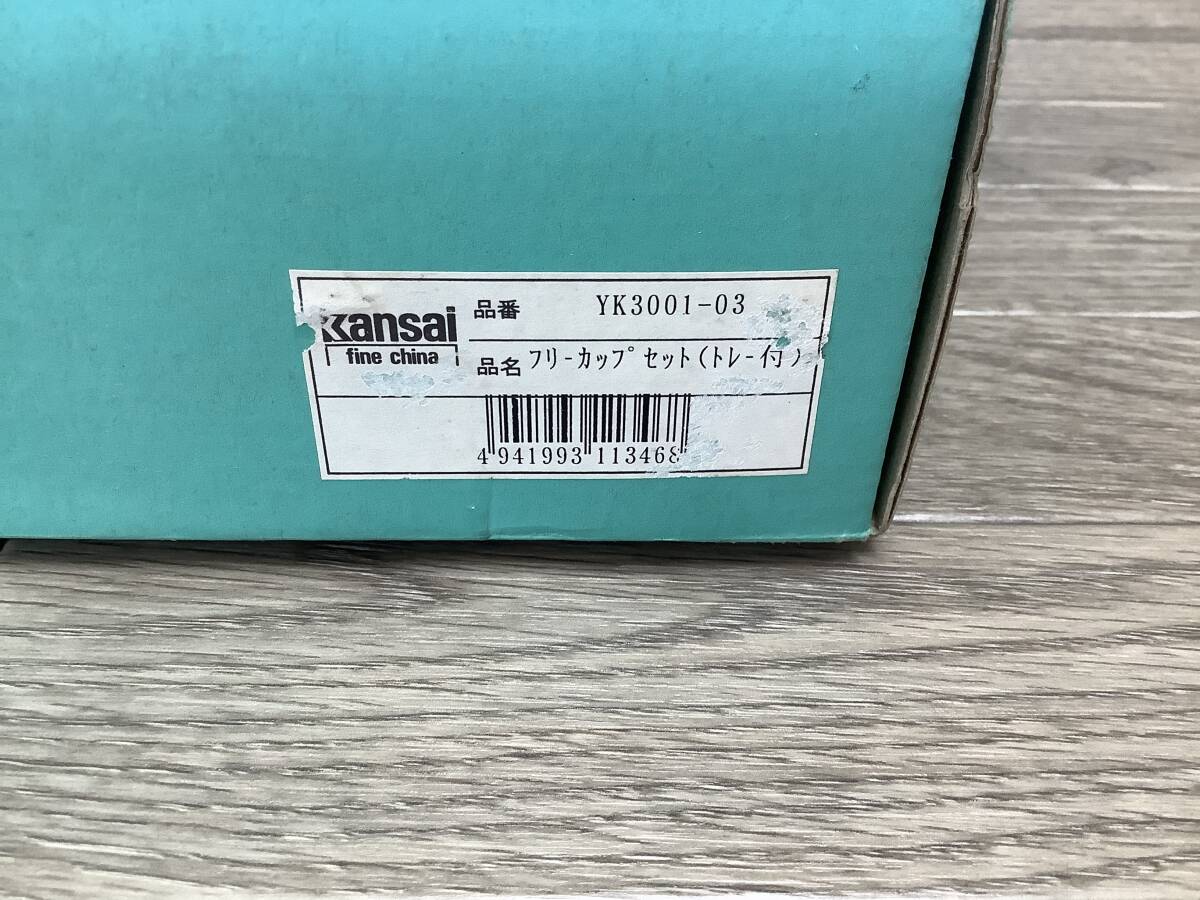 Kansai
fine china
品番 YK3001-03
品名 フリーカップセット(トレー付)
4 941993 113468